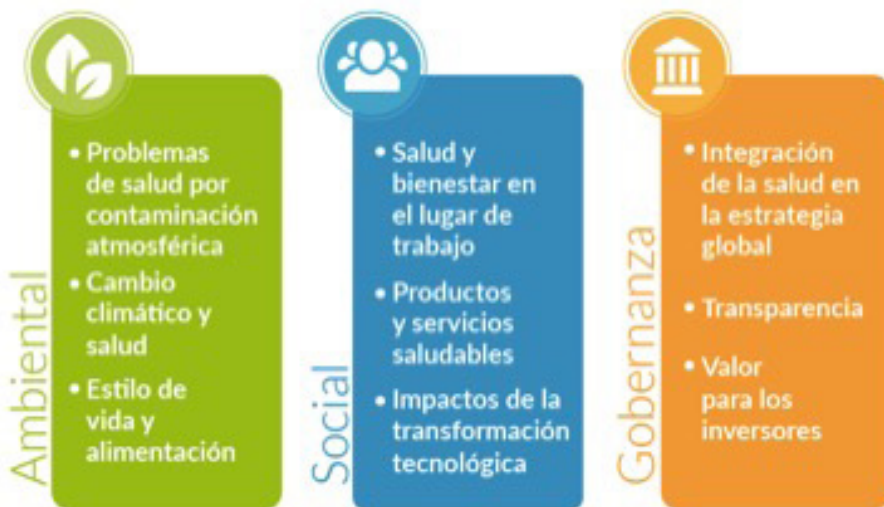 Ambiental
• Problemas
de salud por
contaminación
atmosférica
• Cambio
climático y
salud
• Estilo de
vida y
alimentación
Social
• Salud y
bienestar en
el lugar de
trabajo
• Productos
y servicios
saludables
• Impactos de la
transformación
tecnológica
Gobernanza
• Integración
de la salud en
la estrategia
global
• Transparencia
• Valor
para los
inversores